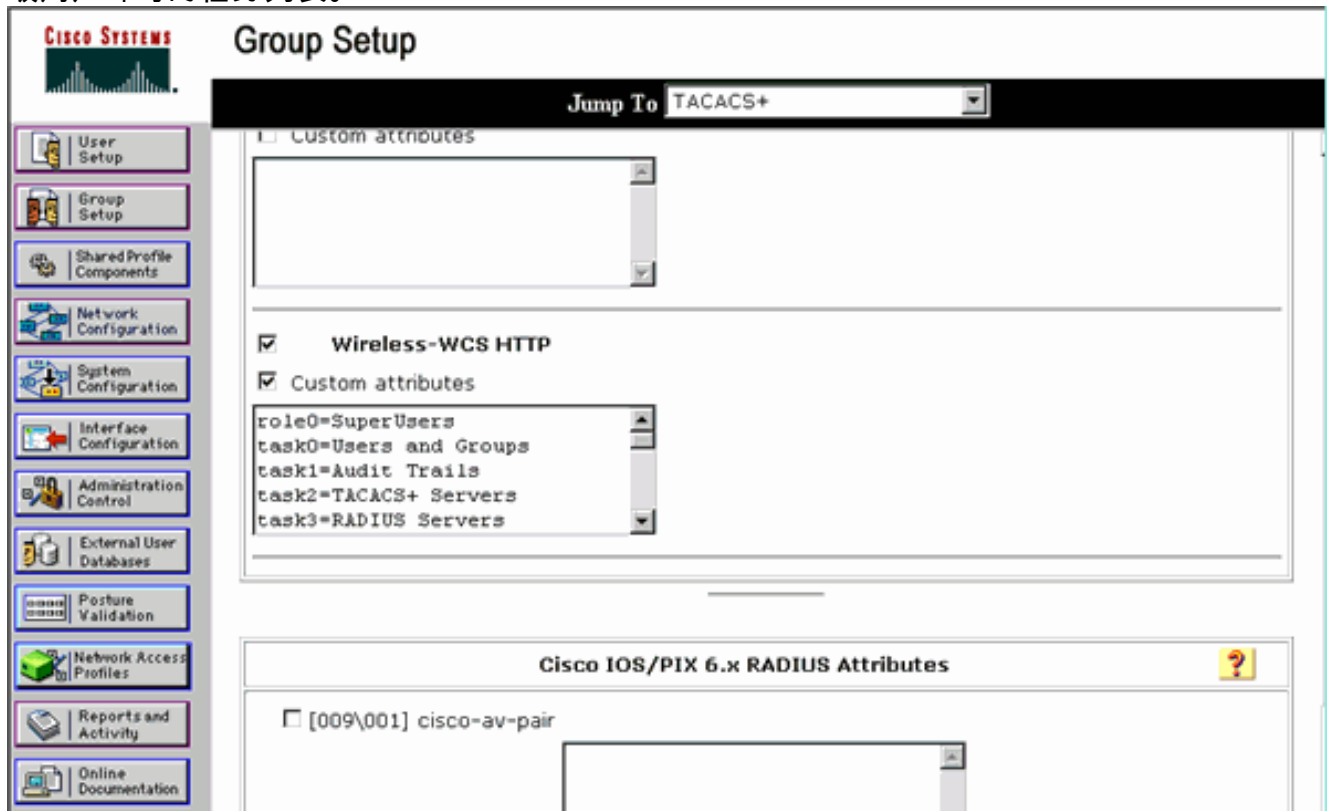 CISCO SYSTEMS
Group Setup
Jump To TACACS+
User
Setup
Group
Setup
Shared Profile
Components
Network
Configuration
System
Configuration
Interface
Configuration
Administration
Control
External User
Databases
Posture
Validation
Network Access
Profiles
Reports and
Activity
Online
Documentation
Custom attributes
Wireless-WCS HTTP
Custom attributes
role0=SuperUsers
task0=Users and Groups
task1=Audit Trails
task2=TACACS+ Servers
task3=RADIUS Servers
Cisco IOS/PIX 6.x RADIUS Attributes
?
[009\001] cisco-av-pair